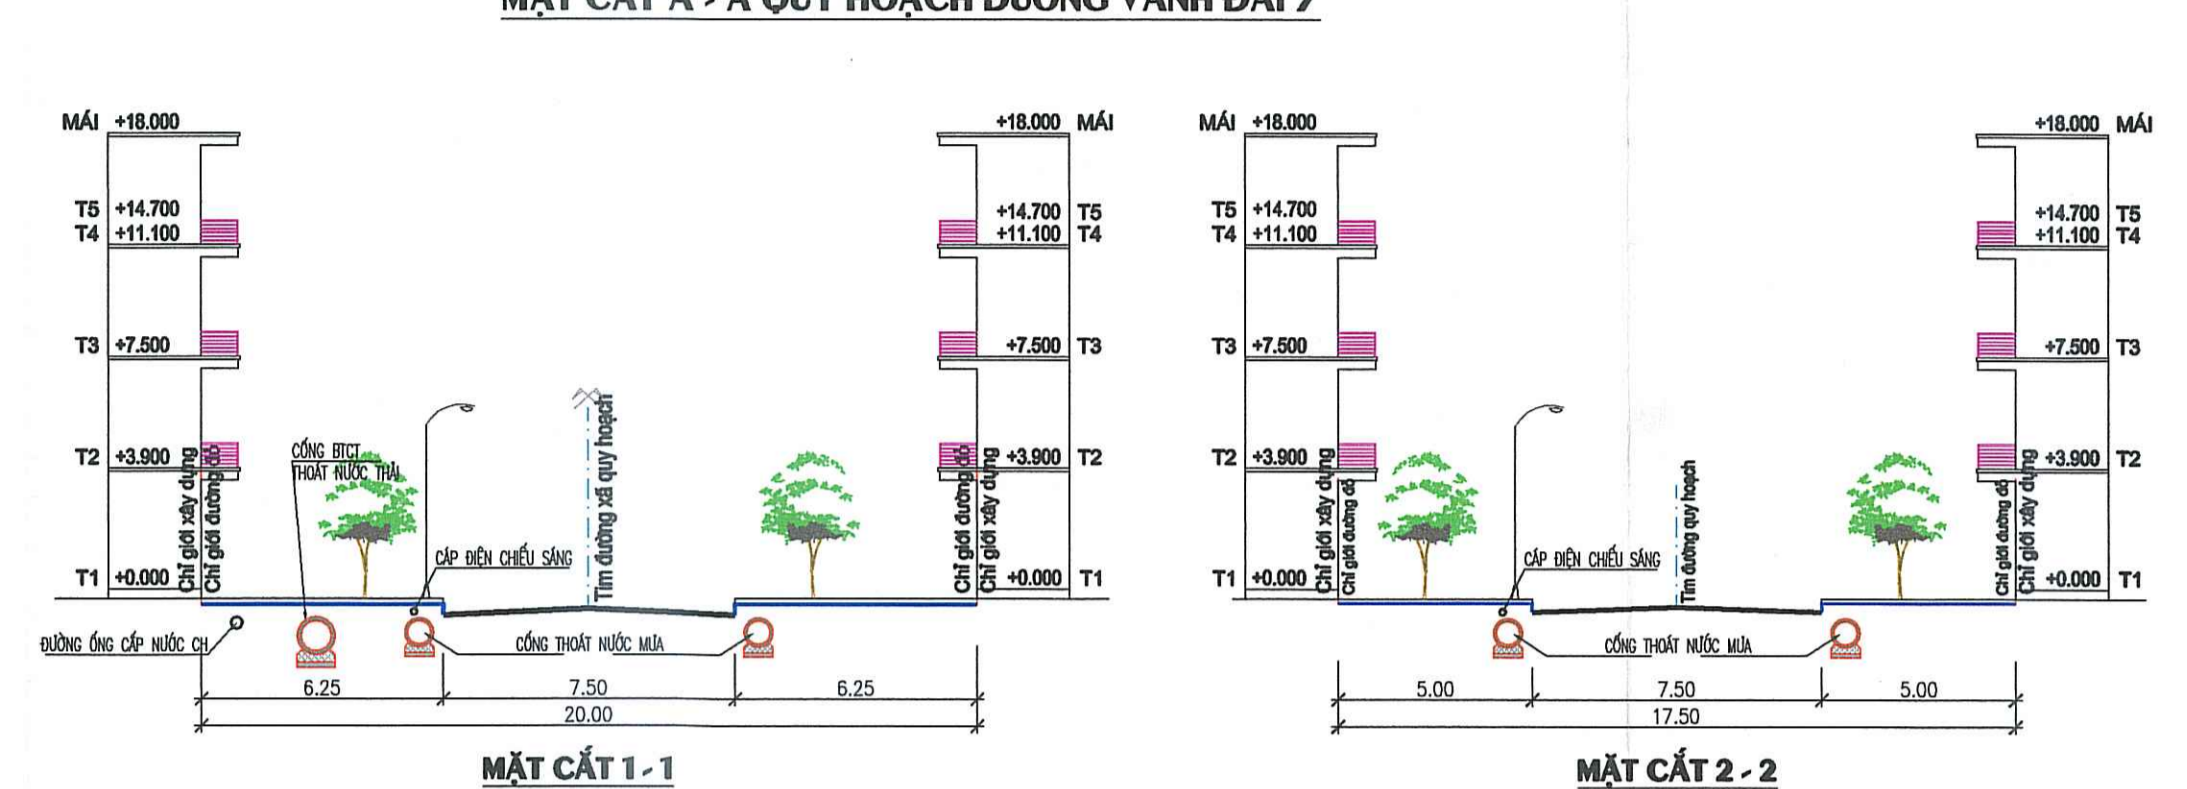 MẶT CẮT A - A QUY HOẠCH ĐƯỜNG VÀNH ĐAI
MÁI +18.000
T5 +14.700
T4 +11.100
T3 +7.500
T2 +3.900
T1 +0.000
Chỉ giới xây dựng
Chỉ giới đường đỏ
CỐNG BTCT
THOÁT NƯỚC THẢI
CÁP ĐIỆN CHIẾU SÁNG
Tim đường xã quy hoạch
Chỉ giới đường đỏ
Chỉ giới xây dựng
+18.000 MÁI
+14.700 T5
+11.100 T4
+7.500 T3
+3.900 T2
+0.000 T1
ĐƯỜNG ỐNG CẤP NƯỚC CH
CỐNG THOÁT NƯỚC MƯA
6.25 7.50 6.25
20.00
MẶT CẮT 1 - 1
MÁI +18.000
T5 +14.700
T4 +11.100
T3 +7.500
T2 +3.900
T1 +0.000
Chỉ giới xây dựng
Chỉ giới đường đỏ
CÁP ĐIỆN CHIẾU SÁNG
Tim đường quy hoạch
Chỉ giới đường đỏ
Chỉ giới xây dựng
+18.000 MÁI
+14.700 T5
+11.100 T4
+7.500 T3
+3.900 T2
+0.000 T1
CỐNG THOÁT NƯỚC MƯA
5.00 7.50 5.00
17.50
MẶT CẮT 2 - 2